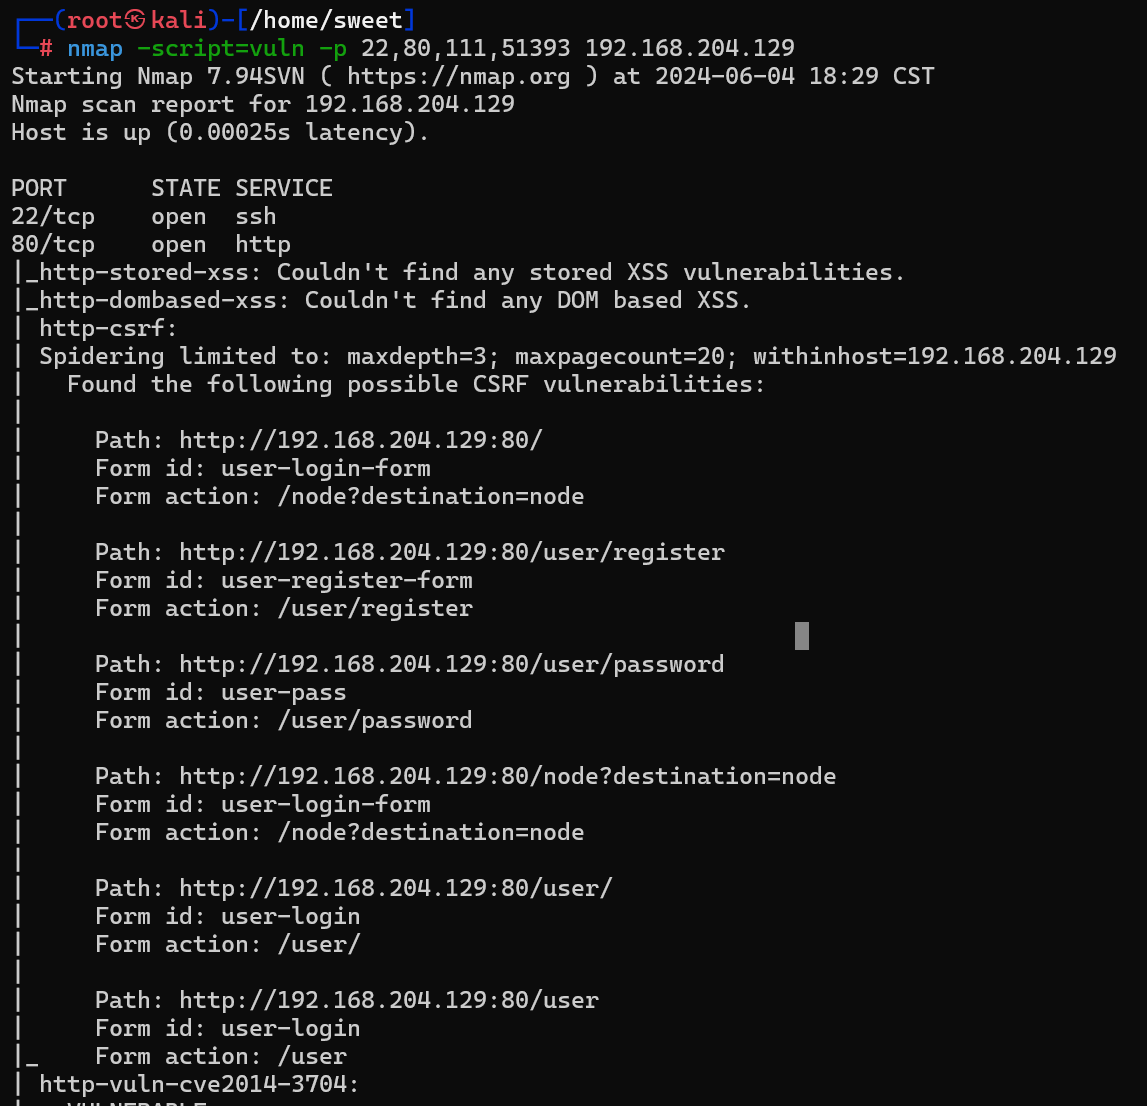 ┌──(root㉿kali)-[/home/sweet]
└─# nmap -script=vuln -p 22,80,111,51393 192.168.204.129
Starting Nmap 7.94SVN ( https://nmap.org ) at 2024-06-04 18:29 CST
Nmap scan report for 192.168.204.129
Host is up (0.00025s latency).

PORT      STATE SERVICE
22/tcp    open  ssh
80/tcp    open  http
|_http-stored-xss: Couldn't find any stored XSS vulnerabilities.
|_http-dombased-xss: Couldn't find any DOM based XSS.
| http-csrf:
| Spidering limited to: maxdepth=3; maxpagecount=20; withinhost=192.168.204.129
|   Found the following possible CSRF vulnerabilities:
|
|     Path: http://192.168.204.129:80/
|     Form id: user-login-form
|     Form action: /node?destination=node
|
|     Path: http://192.168.204.129:80/user/register
|     Form id: user-register-form
|     Form action: /user/register
|
|     Path: http://192.168.204.129:80/user/password
|     Form id: user-pass
|     Form action: /user/password
|
|     Path: http://192.168.204.129:80/node?destination=node
|     Form id: user-login-form
|     Form action: /node?destination=node
|
|     Path: http://192.168.204.129:80/user/
|     Form id: user-login
|     Form action: /user/
|
|     Path: http://192.168.204.129:80/user
|     Form id: user-login
|_    Form action: /user
| http-vuln-cve2014-3704:
|   VULNERABLE